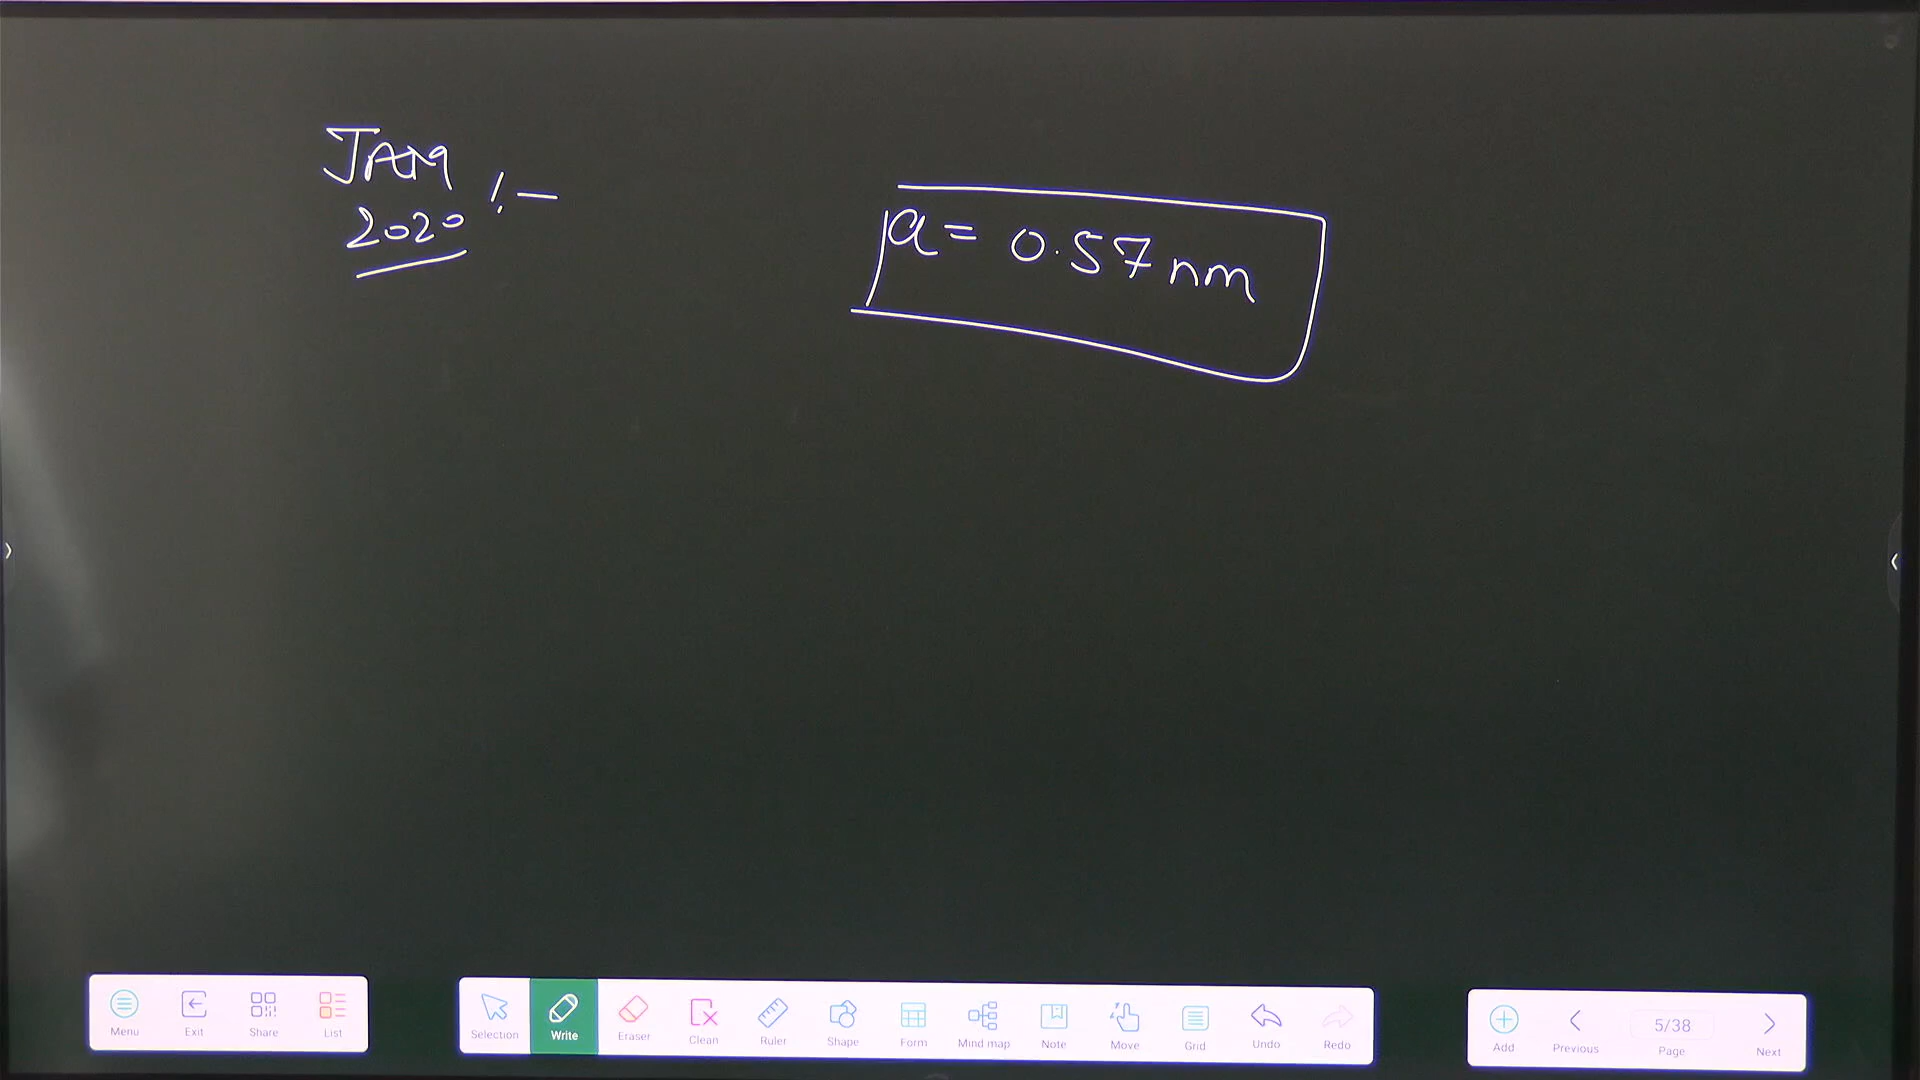 JAM
2020 :-
a = 0.57 nm
Menu
Exit
Share
List
Selection
Write
Eraser
Clean
Ruler
Shape
Form
Mind map
Note
Move
Grid
Undo
Redo
Add
Previous
5/38
Page
Next